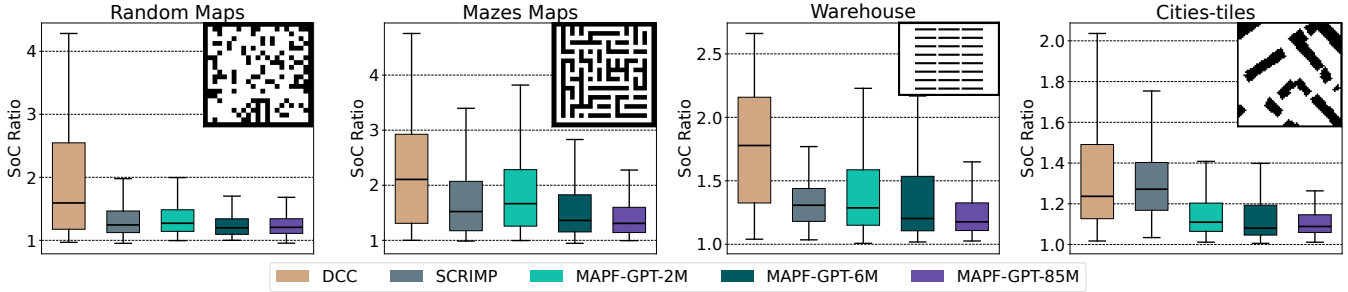 Random Maps
SoC Ratio
4
3
2
1
Mazes Maps
SoC Ratio
4
3
2
1
Warehouse
SoC Ratio
2.5
2.0
1.5
1.0
Cities-tiles
SoC Ratio
2.0
1.8
1.6
1.4
1.2
1.0
DCC SCRIMP MAPF-GPT-2M MAPF-GPT-6M MAPF-GPT-85M